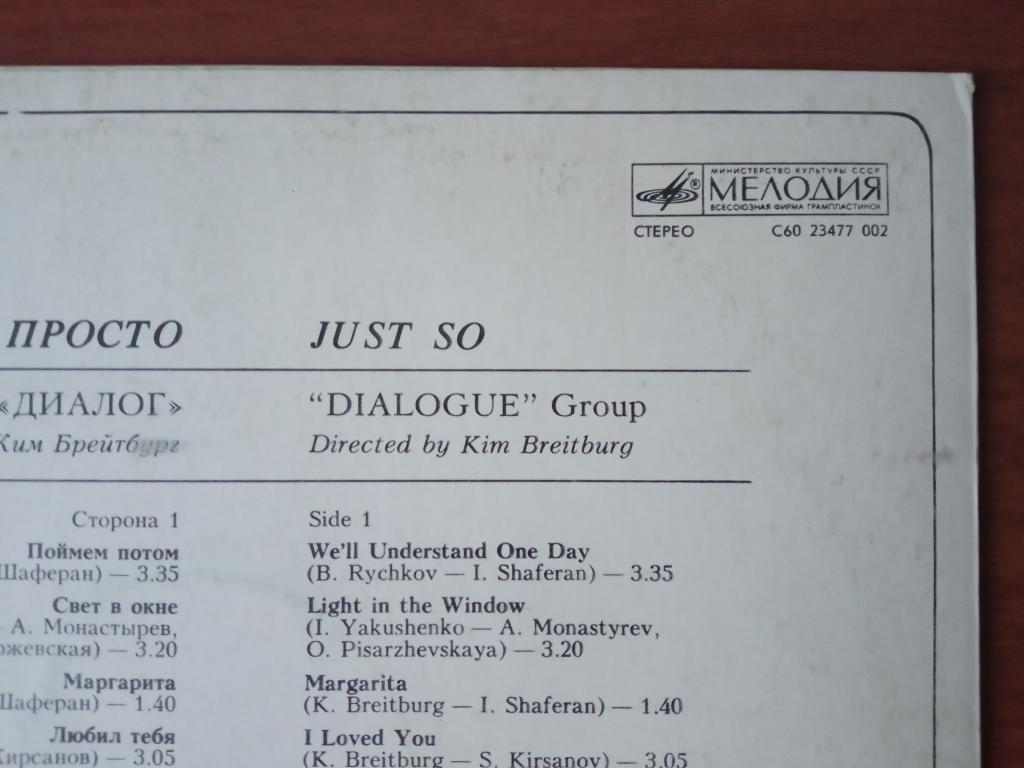 МИНИСТЕРСТВО КУЛЬТУРЫ СССР
® МЕЛОДИЯ
ВСЕСОЮЗНАЯ ФИРМА ГРАМПЛАСТИНОК
СТЕРЕО С60 23477 002
ПРОСТО JUST SO
«ДИАЛОГ» “DIALOGUE” Group
Ким Брейтбург Directed by Kim Breitburg
Сторона 1 Side 1
Поймем потом We'll Understand One Day
Шаферан) — 3.35 (B. Rychkov — I. Shaferan) — 3.35
Свет в окне Light in the Window
А. Монастырев, (I. Yakushenko — A. Monastyrev,
ржевская) — 3.20 O. Pisarzhevskaya) — 3.20
Маргарита Margarita
Шаферан) — 1.40 (K. Breitburg — I. Shaferan) — 1.40
Любил тебя I Loved You
Кирсанов) — 3.05 (K. Breitburg — S. Kirsanov) — 3.05